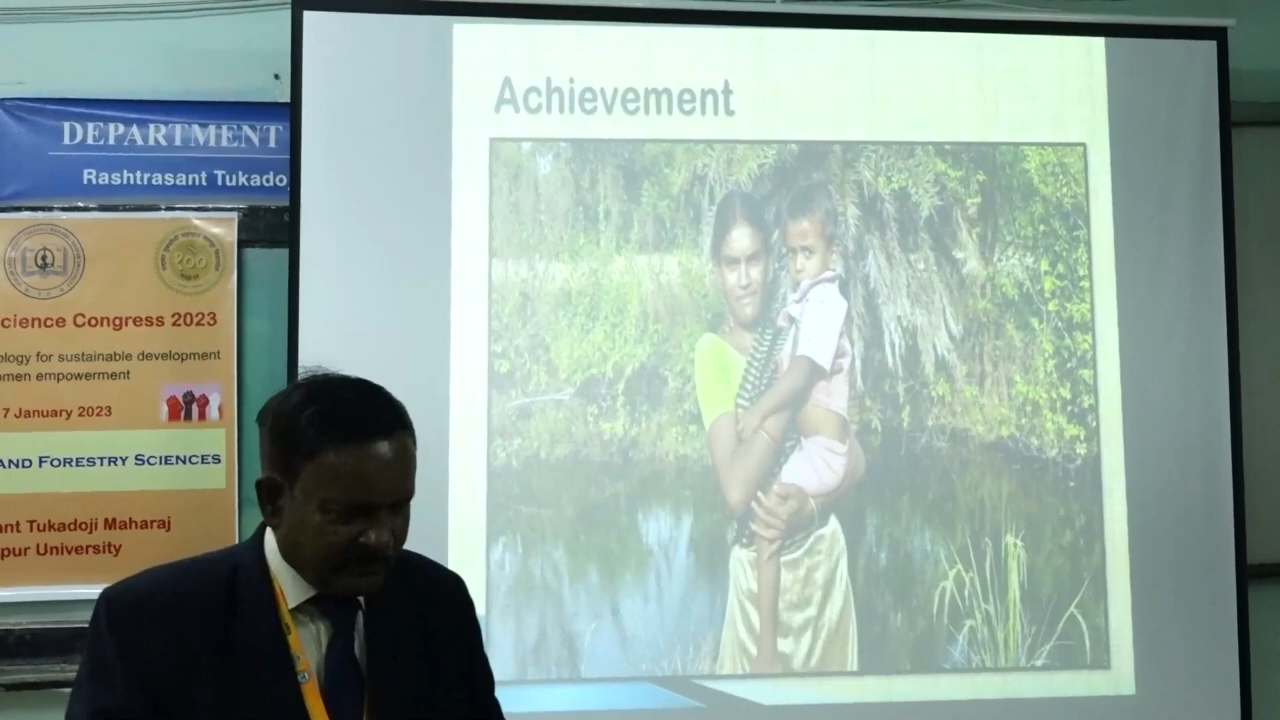 DEPARTMENT
Rashtrasant Tukado
१००
cience Congress 2023
ology for sustainable development
omen empowerment
7 January 2023
AND FORESTRY SCIENCES
ant Tukadoji Maharaj
pur University
Achievement